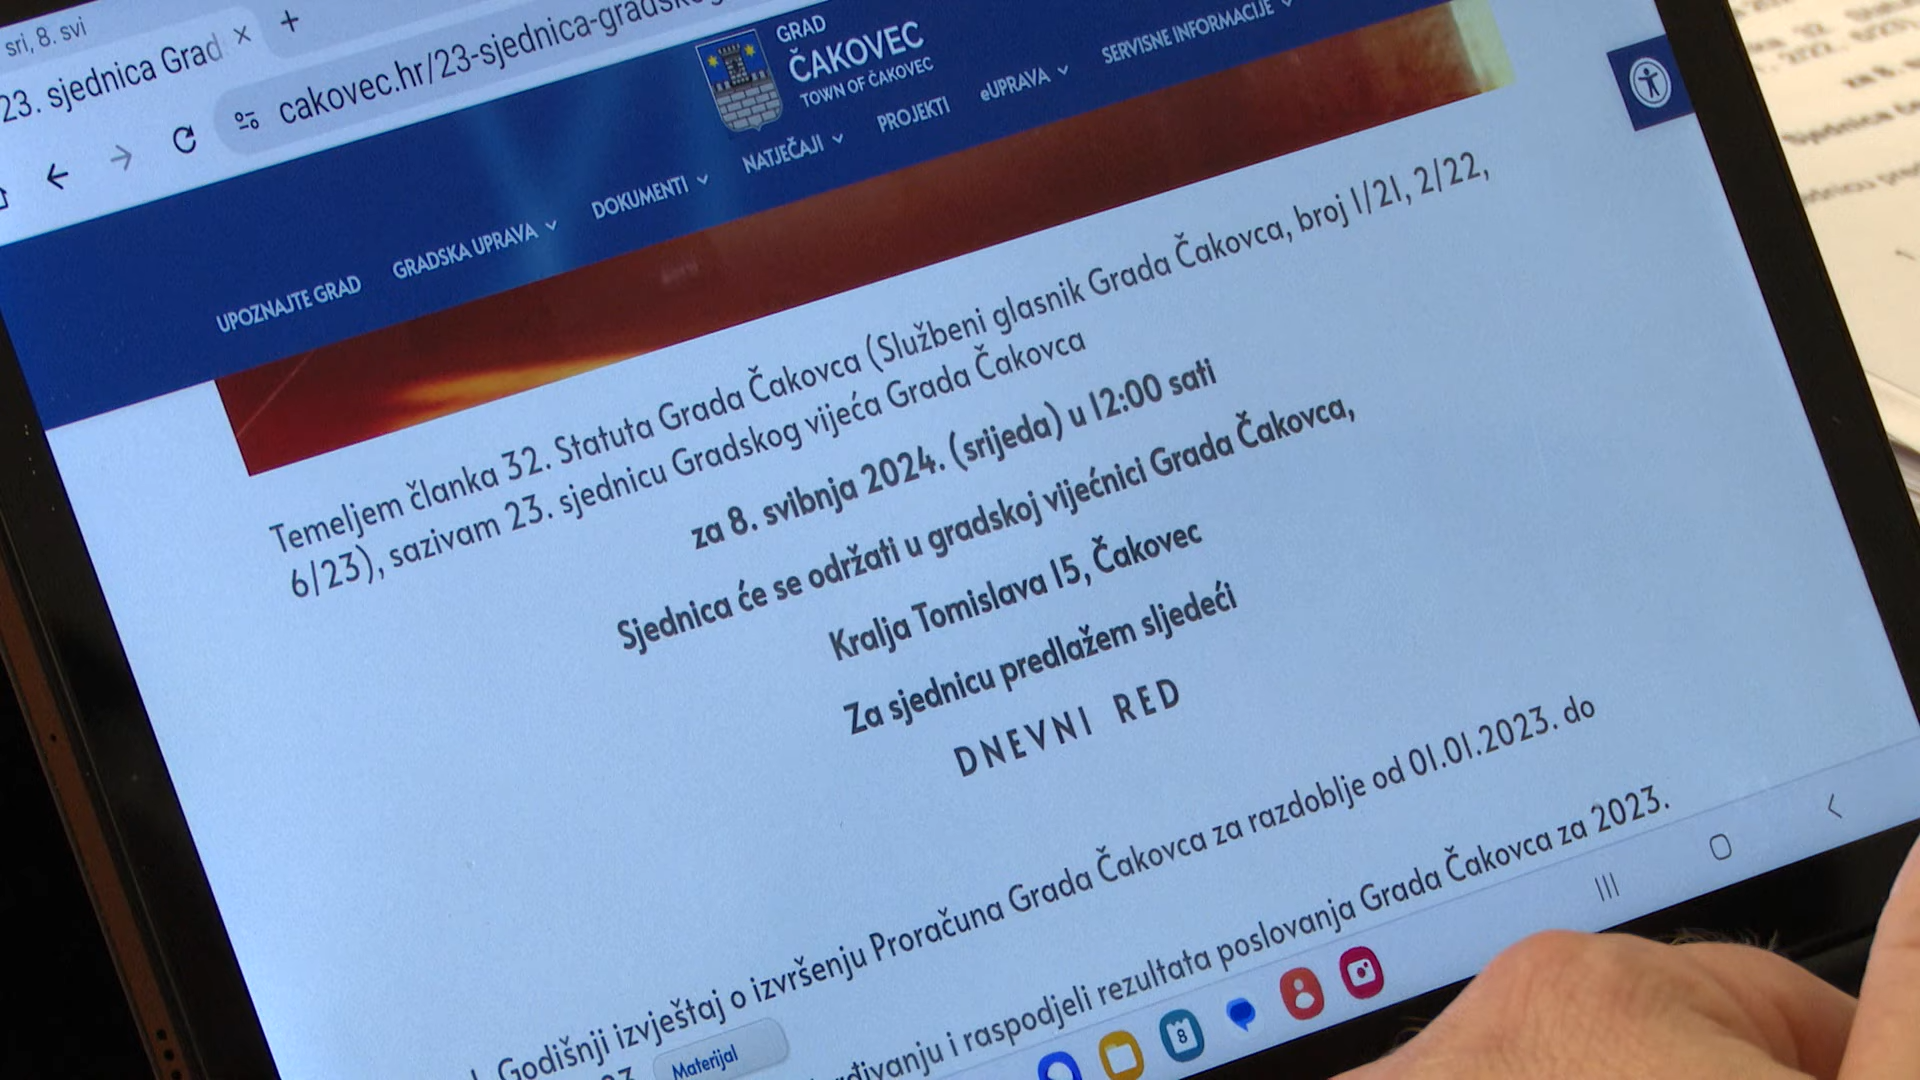 sri, 8. svi
23. sjednica Grad
cakovec.hr/23-sjednica-gradsko
GRAD
ČAKOVEC
TOWN OF ČAKOVEC
UPOZNAJTE GRAD
GRADSKA UPRAVA
DOKUMENTI
NATJEČAJI
PROJEKTI
eUPRAVA
SERVISNE INFORMACIJE
Temeljem članka 32. Statuta Grada Čakovca (Službeni glasnik Grada Čakovca, broj 1/21, 2/22,
6/23), sazivam 23. sjednicu Gradskog vijeća Grada Čakovca
za 8. svibnja 2024. (srijeda) u 12:00 sati
Sjednica će se održati u gradskoj vijećnici Grada Čakovca,
Kralja Tomislava 15, Čakovec
Za sjednicu predlažem sljedeći
DNEVNI RED
Godišnji izvještaj o izvršenju Proračuna Grada Čakovca za razdoblje od 01.01.2023. do
Materijal
đivanju i raspodjeli rezultata poslovanja Grada Čakovca za 2023.
8